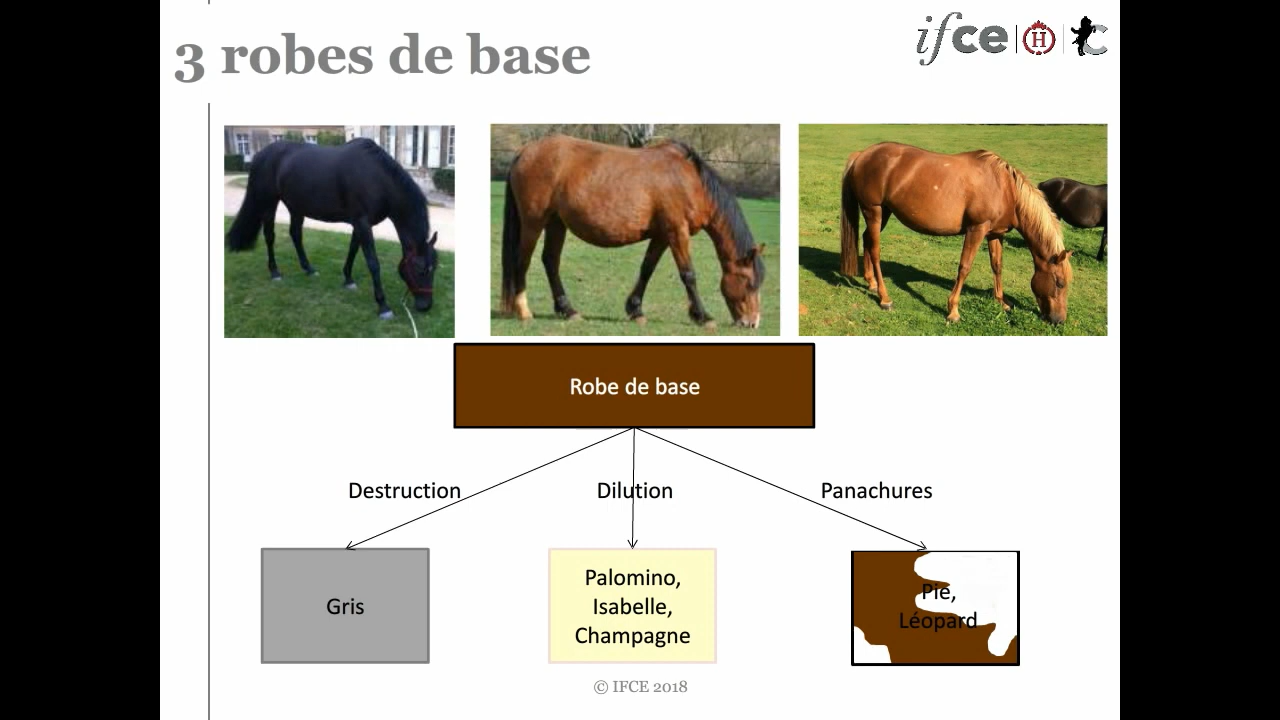 3 robes de base
ifce
H
C
Robe de base
Destruction
Dilution
Panachures
Gris
Palomino,
Isabelle,
Champagne
Pie,
Léopard
© IFCE 2018